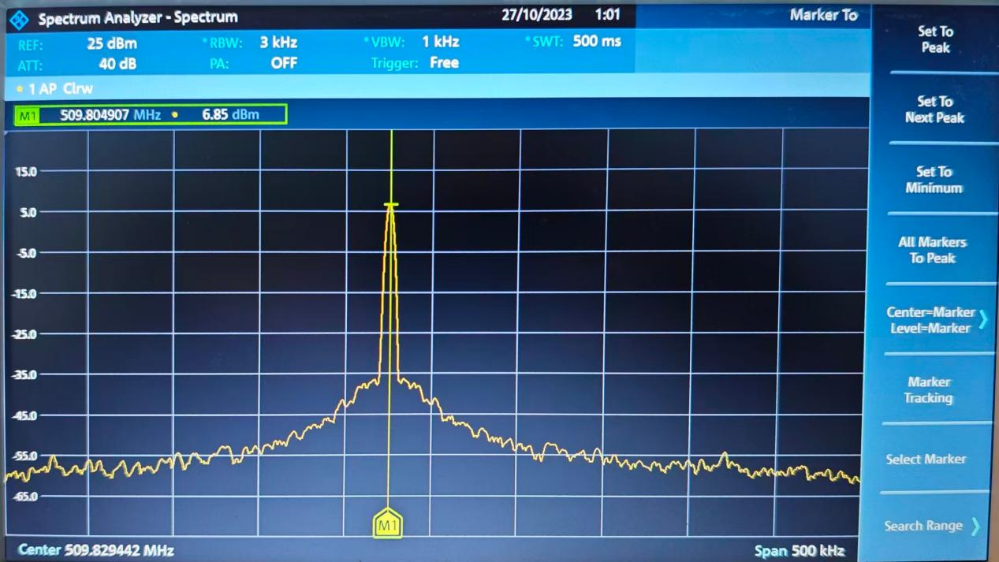 Spectrum Analyzer - Spectrum 27/10/2023 1:01 Marker To
REF: 25 dBm * RBW: 3 kHz * VBW: 1 kHz * SWT: 500 ms
ATT: 40 dB PA: OFF Trigger: Free
1 AP Clrw
M1 509.804907 MHz 6.85 dBm
15.0
5.0
-5.0
-15.0
-25.0
-35.0
-45.0
-55.0
-65.0
M1
Center 509.829442 MHz Span 500 kHz
Set To
Peak
Set To
Next Peak
Set To
Minimum
All Markers
To Peak
Center=Marker
Level=Marker
Marker
Tracking
Select Marker
Search Range